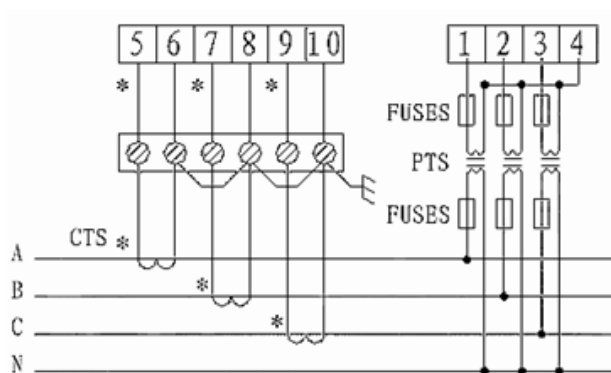 5 6 7 8 9 10 1 2 3 4
* * *
FUSES
PTS
FUSES
CTS *
A
B *
C *
N